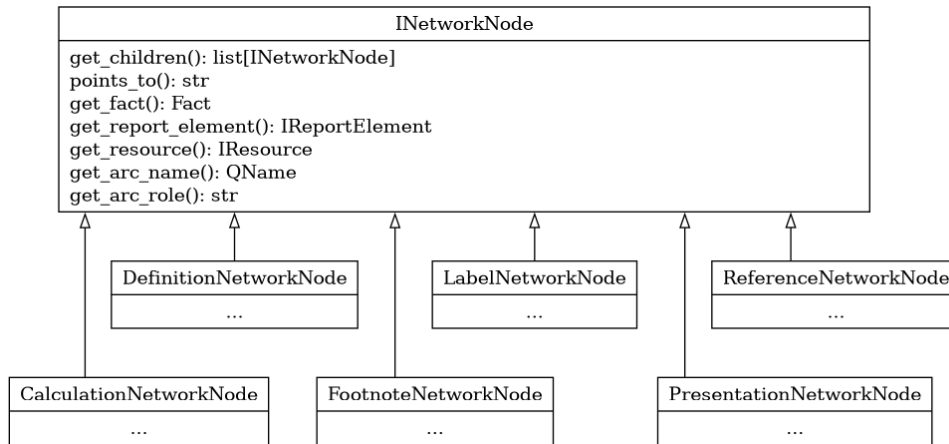 INetworkNode
get_children(): list[INetworkNode]
points_to(): str
get_fact(): Fact
get_report_element(): IReportElement
get_resource(): IResource
get_arc_name(): QName
get_arc_role(): str
DefinitionNetworkNode
...
LabelNetworkNode
...
ReferenceNetworkNode
...
CalculationNetworkNode
...
FootnoteNetworkNode
...
PresentationNetworkNode
...